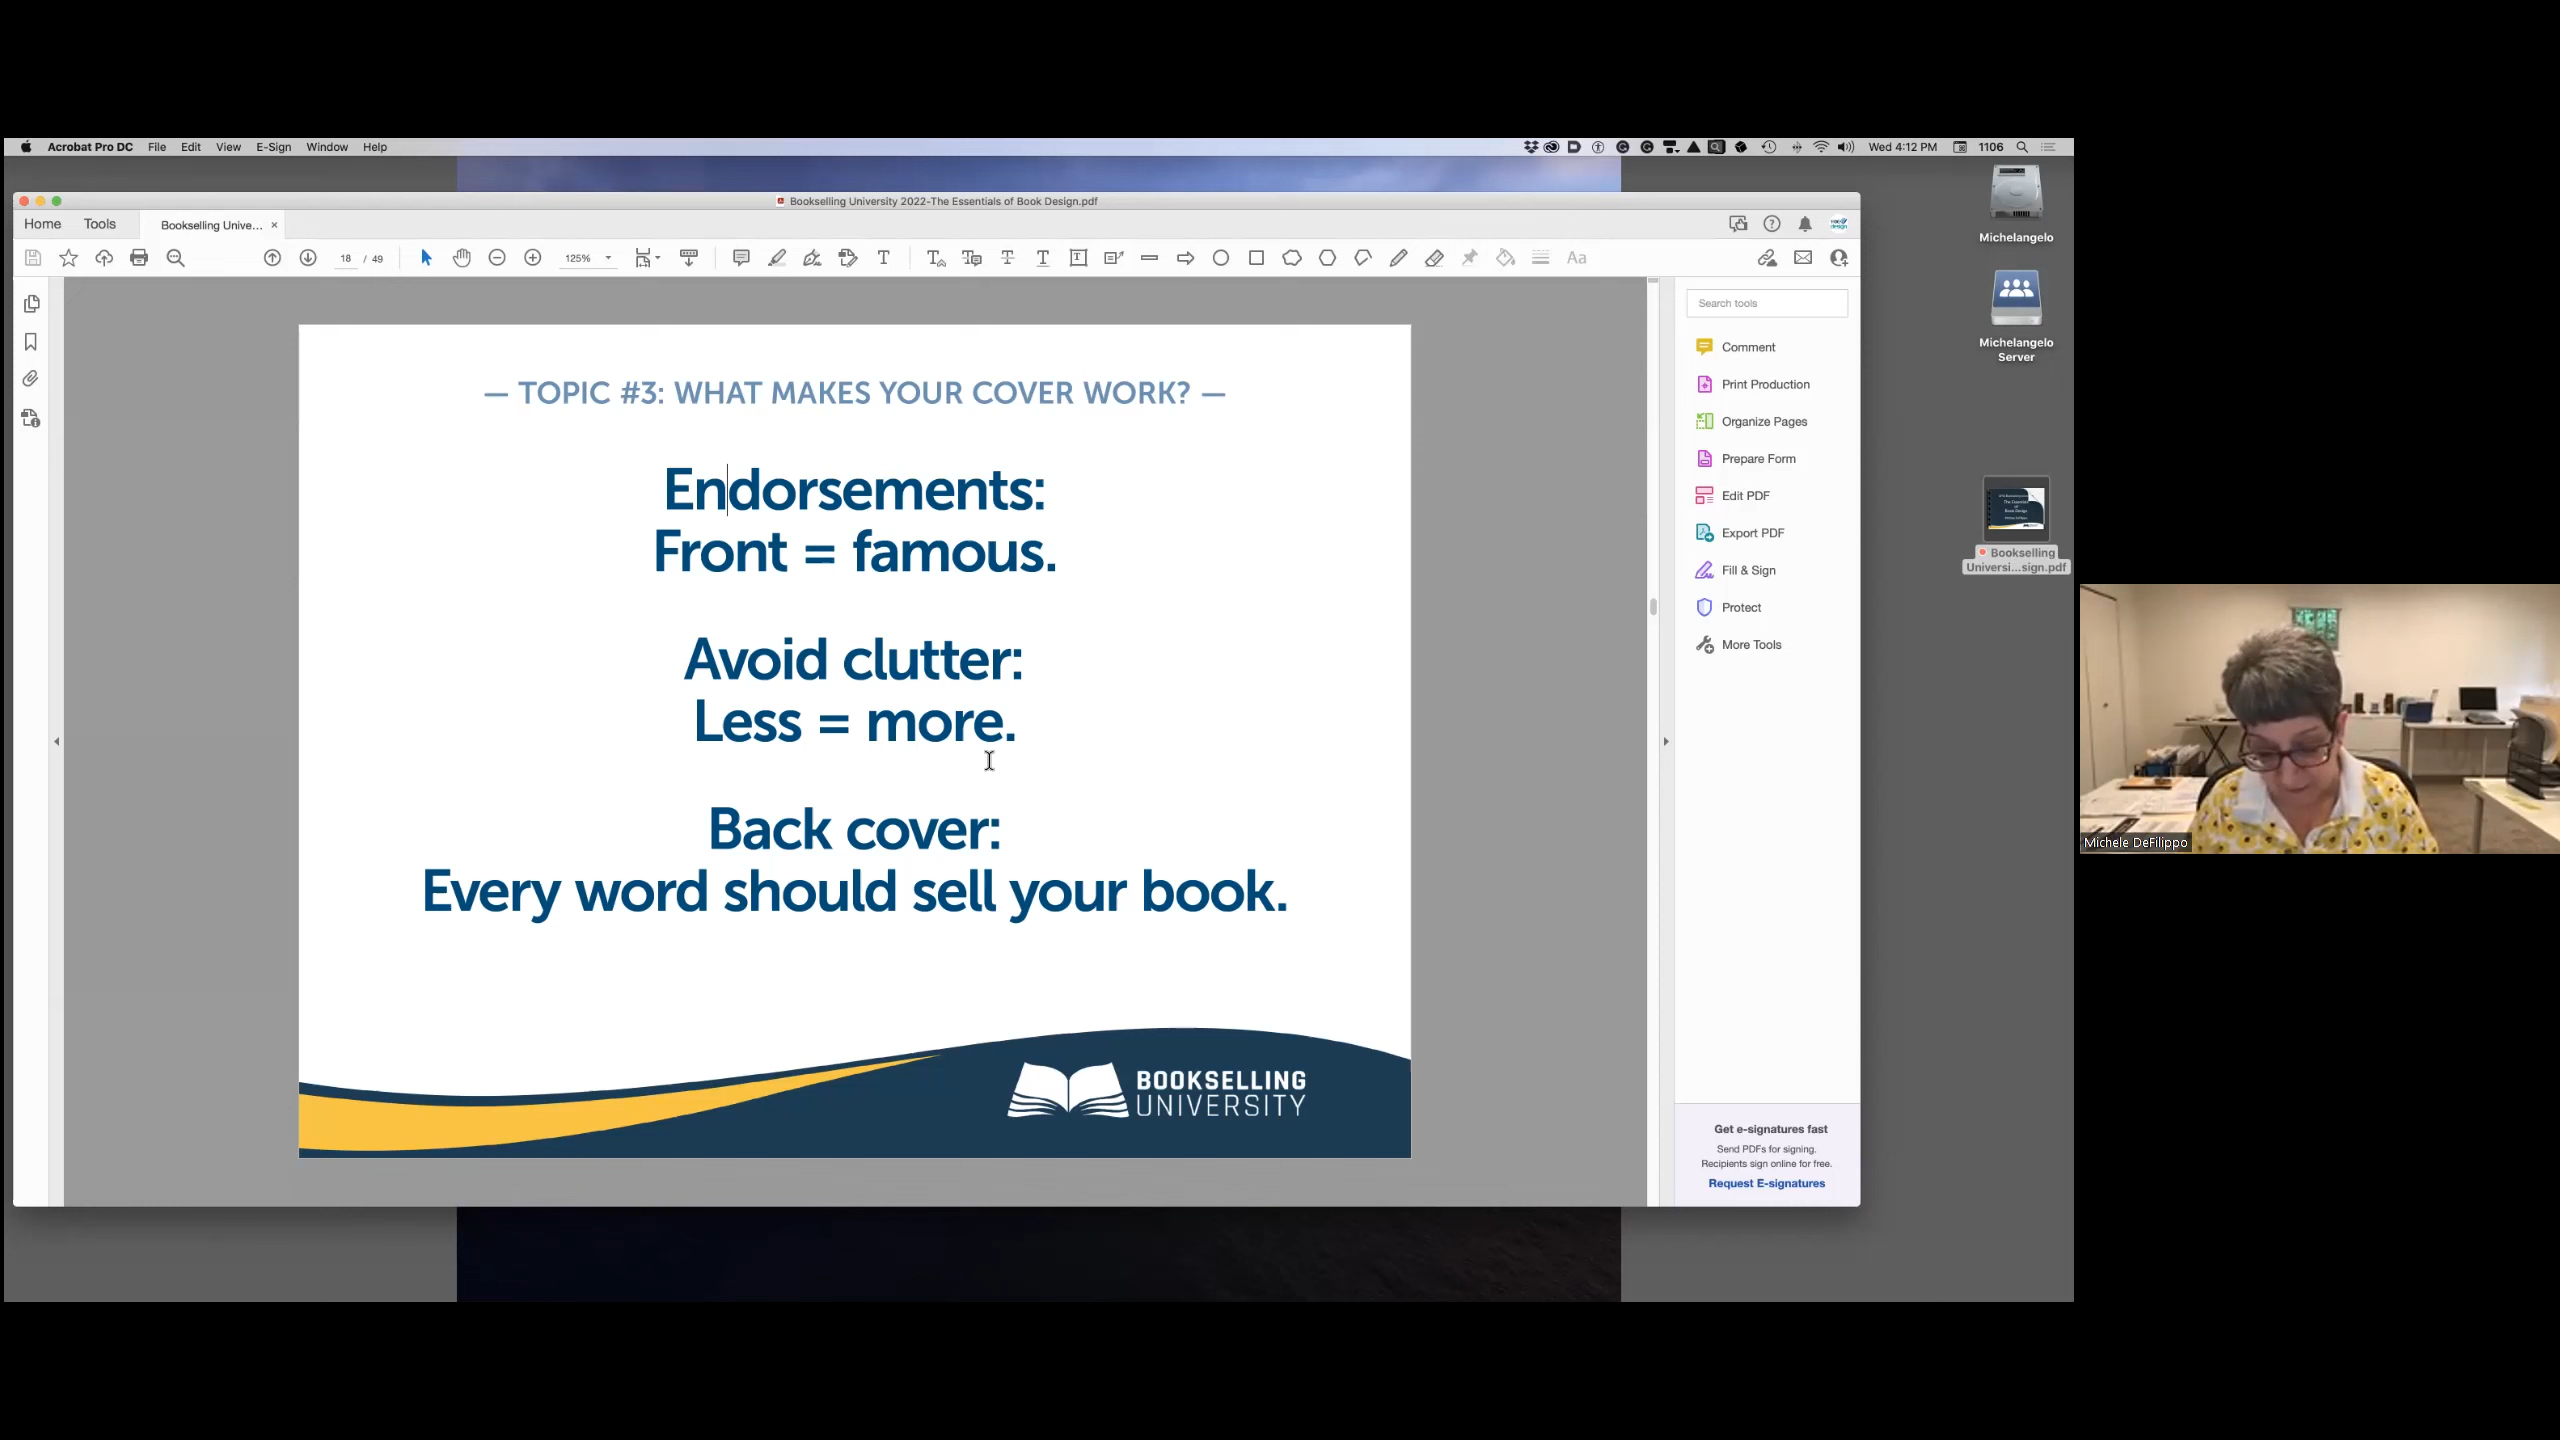 Acrobat Pro DC File Edit View E-Sign Window Help
Wed 4:12 PM 1106
Bookselling University 2022-The Essentials of Book Design.pdf
Home Tools Bookselling Unive... ×
18 / 49 125% Aa
Search tools
Comment
Print Production
Organize Pages
Prepare Form
Edit PDF
Export PDF
Fill & Sign
Protect
More Tools
— TOPIC #3: WHAT MAKES YOUR COVER WORK? —
Endorsements:
Front = famous.
Avoid clutter:
Less = more.
Back cover:
Every word should sell your book.
BOOKSELLING
UNIVERSITY
Get e-signatures fast
Send PDFs for signing.
Recipients sign online for free.
Request E-signatures
Michelangelo
Michelangelo
Server
Bookselling
Universi...sign.pdf
Michele DeFilippo